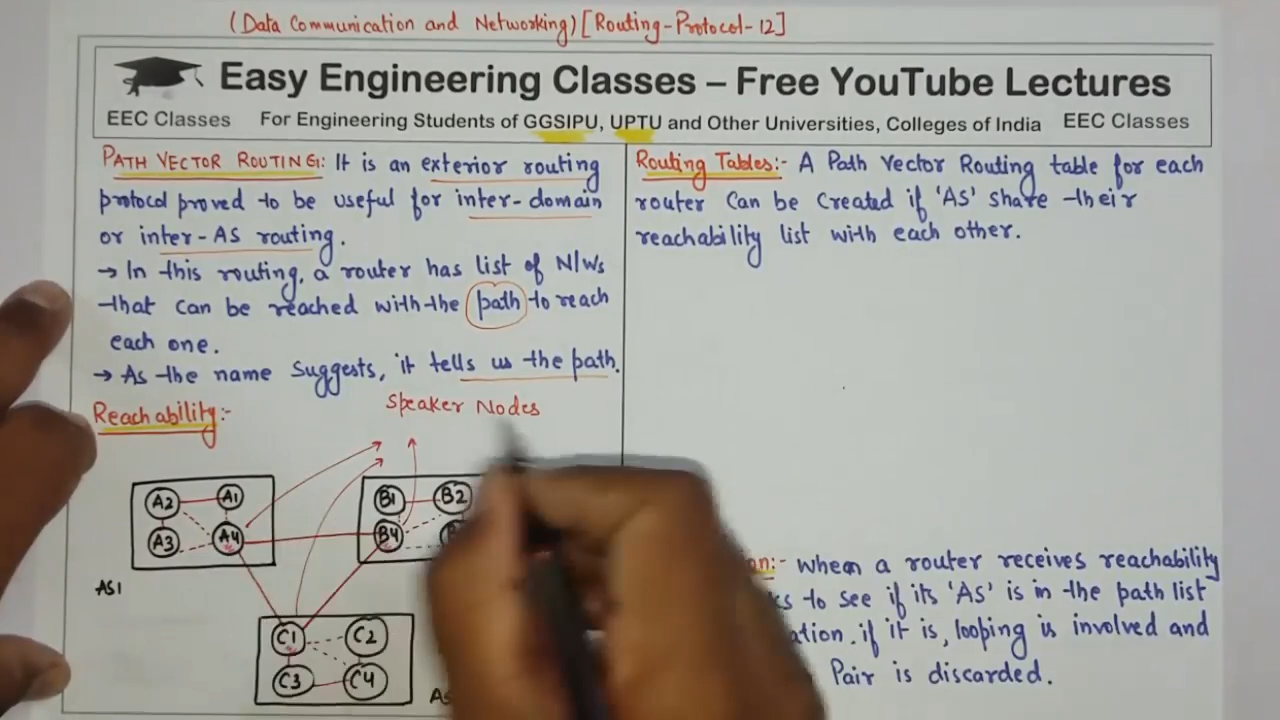 (Data Communication and Networking) [Routing-Protocol-12]
Easy Engineering Classes – Free YouTube Lectures
EEC Classes For Engineering Students of GGSIPU, UPTU and Other Universities, Colleges of India EEC Classes
PATH VECTOR ROUTING: It is an exterior routing
protocol proved to be useful for inter-domain
or inter-AS routing.
→ In this routing, a router has list of N/Ws
that can be reached with the path to reach
each one.
→ As the name suggests, it tells us the path.
Reachability:-
Speaker Nodes
A2 A1
A3 A4
AS1
B1 B2
B4
C1 C2
C3 C4
Routing Tables:- A Path Vector Routing table for each
router can be created if 'AS' share their
reachability list with each other.
:- When a router receives reachability
to see if its 'AS' is in the path list
if it is, looping is involved and
Pair is discarded.